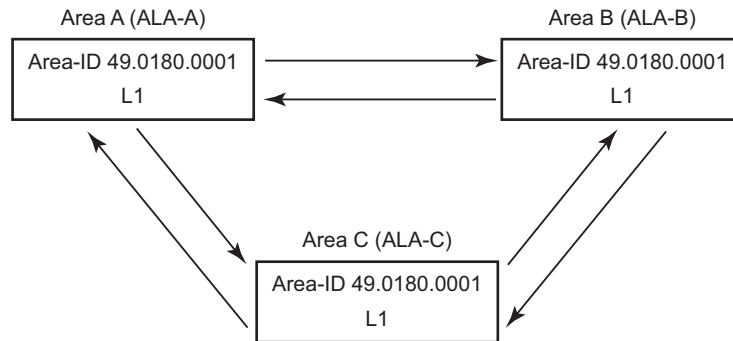 Area A (ALA-A)
Area-ID 49.0180.0001
L1
Area B (ALA-B)
Area-ID 49.0180.0001
L1
Area C (ALA-C)
Area-ID 49.0180.0001
L1